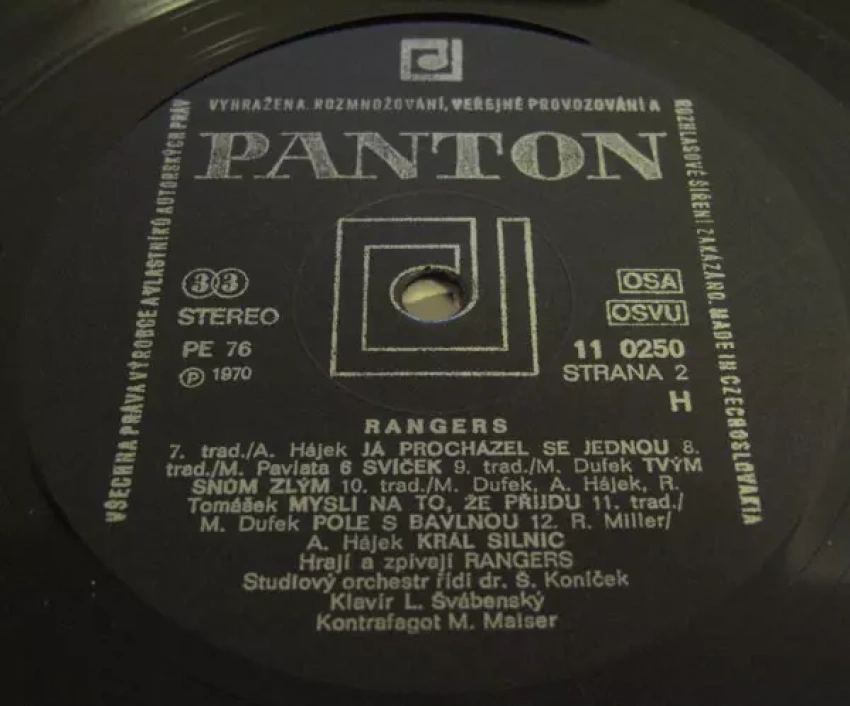 VYHRAŽENA. ROZMNOŽOVÁNÍ, VEŘEJNÉ PROVOZOVÁNÍ A
ROZHLASOVÉ ŠÍŘENÍ ZAKÁZÁNO. MADE IN CZECHOSLOVAKIA
VŠECHNA PRÁVA VÝROBCE A VLASTNÍKŮ AUTORSKÝCH PRÁV
PANTON
33
STEREO
PE 76
Ⓟ 1970
OSA
OSVU
11 0250
STRANA 2
H
RANGERS
7. trad./A. Hájek JÁ PROCHÁZEL SE JEDNOU 8.
trad./M. Pavlata 6 SVÍČEK 9. trad./M. Dufek TVÝM
SNŮM ZLÝM 10. trad./M. Dufek, A. Hájek, R.
Tomášek MYSLI NA TO, ŽE PŘIJDU 11. trad./
M. Dufek POLE S BAVLNOU 12. R. Miller/
A. Hájek KRÁL SILNIC
Hrají a zpívají RANGERS
Studiový orchestr řídí dr. Š. Koníček
Klavír L. Švábenský
Kontrafagot M. Maiser